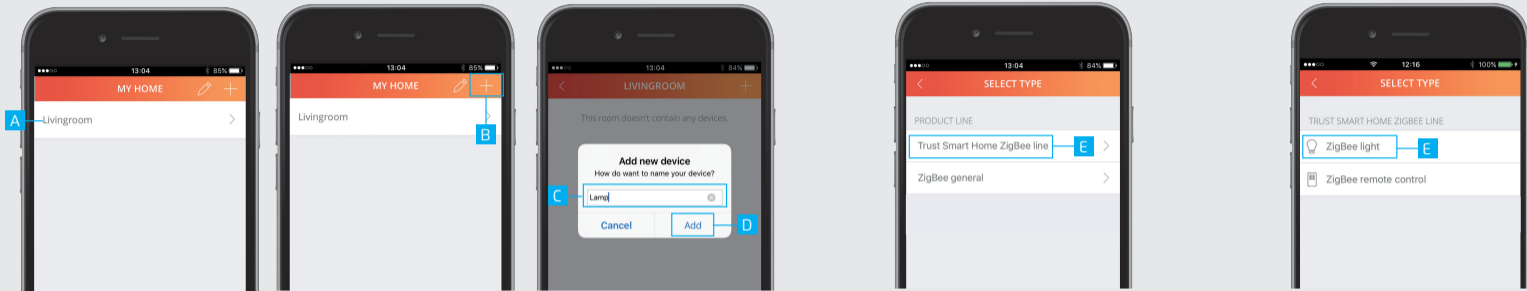 13:04
85%
MY HOME
A
Livingroom
13:04
85%
MY HOME
Livingroom
B
13:04
84%
LIVINGROOM
This room doesn't contain any devices.
Add new device
How do want to name your device?
C
Lamp
Cancel
Add
D
13:04
84%
SELECT TYPE
PRODUCT LINE
Trust Smart Home ZigBee line
E
ZigBee general
12:16
100%
SELECT TYPE
TRUST SMART HOME ZIGBEE LINE
ZigBee light
E
ZigBee remote control